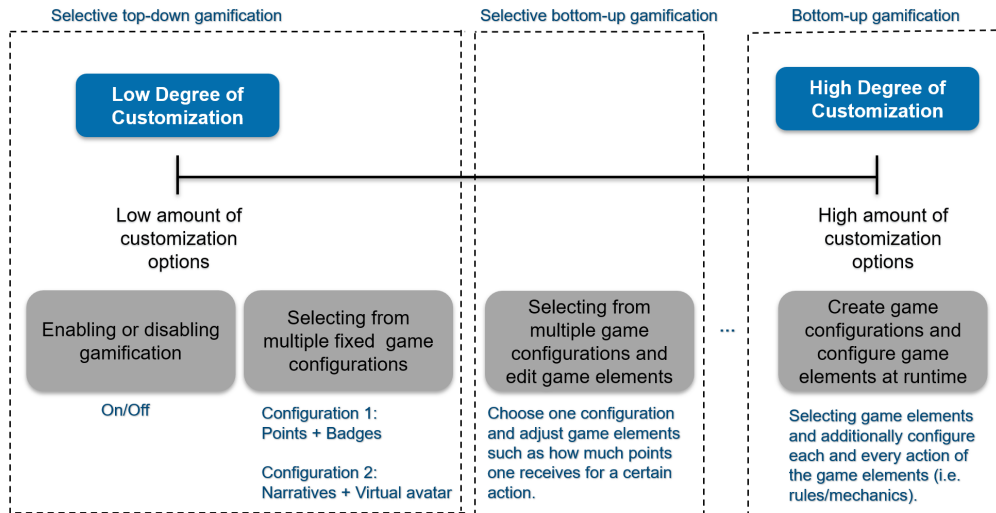 Selective top-down gamification
Selective bottom-up gamification
Bottom-up gamification
Low Degree of
Customization
High Degree of
Customization
Low amount of
customization
options
High amount of
customization
options
Enabling or disabling
gamification
Selecting from
multiple fixed game
configurations
Selecting from
multiple game
configurations and
edit game elements
...
Create game
configurations and
configure game
elements at runtime
On/Off
Configuration 1:
Points + Badges
Configuration 2:
Narratives + Virtual avatar
Choose one configuration
and adjust game elements
such as how much points
one receives for a certain
action.
Selecting game elements
and additionally configure
each and every action of
the game elements (i.e.
rules/mechanics).